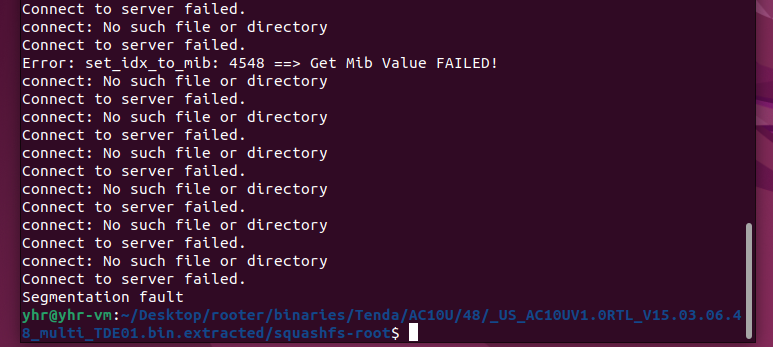 Connect to server failed.
connect: No such file or directory
Connect to server failed.
Error: set_idx_to_mib: 4548 ==> Get Mib Value FAILED!
connect: No such file or directory
Connect to server failed.
connect: No such file or directory
Connect to server failed.
connect: No such file or directory
Connect to server failed.
connect: No such file or directory
Connect to server failed.
connect: No such file or directory
Connect to server failed.
connect: No such file or directory
Connect to server failed.
Segmentation fault
yhr@yhr-vm:~/Desktop/rooter/binaries/Tenda/AC10U/48/_US_AC10UV1.0RTL_V15.03.06.4
8_multi_TDE01.bin.extracted/squashfs-root$